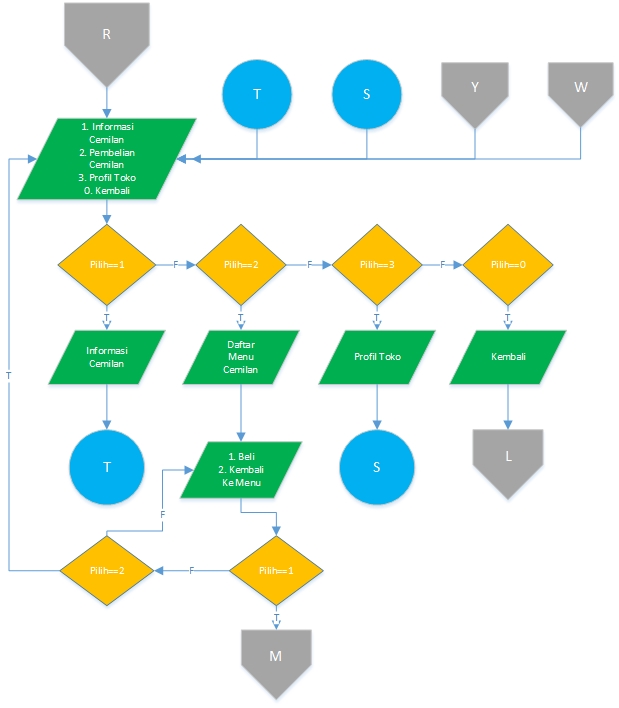 R
T
S
Y
W
1. Informasi
Cemilan
2. Pembelian
Cemilan
3. Profil Toko
0. Kembali
Pilih==1
F
Pilih==2
F
Pilih==3
F
Pilih==0
T
T
T
T
Informasi
Cemilan
Daftar
Menu
Cemilan
Profil Toko
Kembali
T
T
1. Beli
2. Kembali
Ke Menu
S
L
F
Pilih==2
F
Pilih==1
T
M